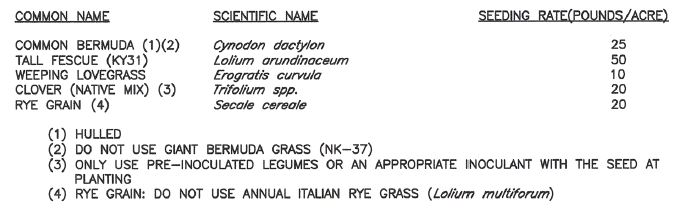 COMMON NAME SCIENTIFIC NAME SEEDING RATE(POUNDS/ACRE)
COMMON BERMUDA (1)(2) Cynodon dactylon 25
TALL FESCUE (KY31) Lolium arundinaceum 50
WEEPING LOVEGRASS Erogratis curvula 10
CLOVER (NATIVE MIX) (3) Trifolium spp. 20
RYE GRAIN (4) Secale cereale 20
(1) HULLED
(2) DO NOT USE GIANT BERMUDA GRASS (NK-37)
(3) ONLY USE PRE-INOCULATED LEGUMES OR AN APPROPRIATE INOCULANT WITH THE SEED AT
PLANTING
(4) RYE GRAIN: DO NOT USE ANNUAL ITALIAN RYE GRASS (Lolium multiforum)